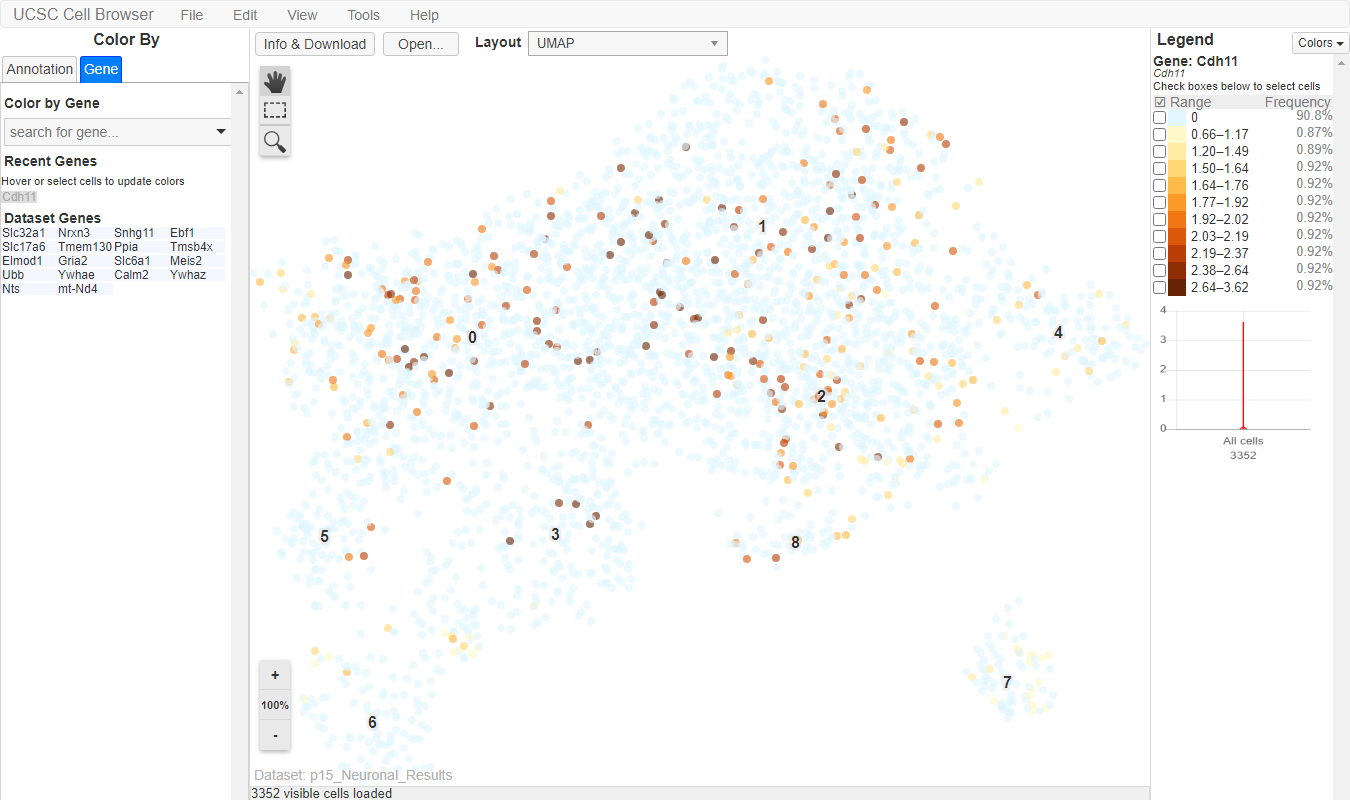 UCSC Cell Browser File Edit View Tools Help
Color By
Annotation Gene
Color by Gene
search for gene...
Recent Genes
Hover or select cells to update colors
Cdh11
Dataset Genes
Slc32a1 Nrxn3 Snhg11 Ebf1
Slc17a6 Tmem130 Ppia Tmsb4x
Elmod1 Gria2 Slc6a1 Meis2
Ubb Ywhae Calm2 Ywhaz
Nts mt-Nd4
Info & Download Open... Layout UMAP
1
0
4
2
5
3
8
7
6
+
100%
-
Dataset: p15_Neuronal_Results
3352 visible cells loaded
Legend Colors
Gene: Cdh11
Cdh11
Check boxes below to select cells
Range Frequency
0 90.8%
0.66–1.17 0.87%
1.20–1.49 0.89%
1.50–1.64 0.92%
1.64–1.76 0.92%
1.77–1.92 0.92%
1.92–2.02 0.92%
2.03–2.19 0.92%
2.19–2.37 0.92%
2.38–2.64 0.92%
2.64–3.62 0.92%
4
3
2
1
0
All cells
3352